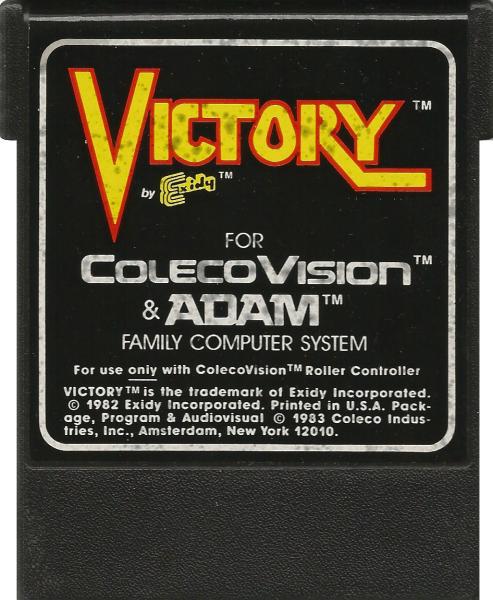 VICTORY™
by Exidy™
FOR
COLECOVISION™
& ADAM™
FAMILY COMPUTER SYSTEM
For use only with ColecoVision™ Roller Controller
VICTORY™ is the trademark of Exidy Incorporated.
© 1982 Exidy Incorporated. Printed in U.S.A. Pack-
age, Program & Audiovisual © 1983 Coleco Indus-
tries, Inc., Amsterdam, New York 12010.